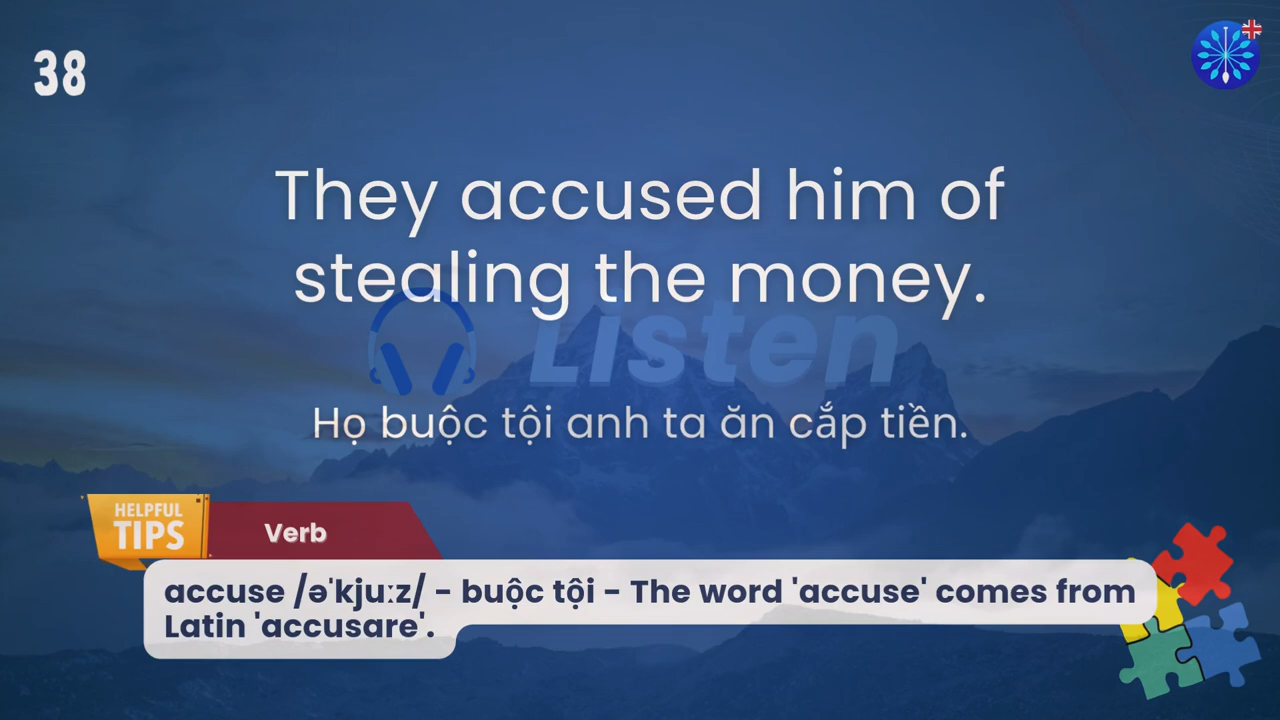 38
They accused him of
stealing the money.
Listen
Họ buộc tội anh ta ăn cắp tiền.
HELPFUL
TIPS
Verb
accuse /əˈkjuːz/ - buộc tội - The word 'accuse' comes from
Latin 'accusare'.